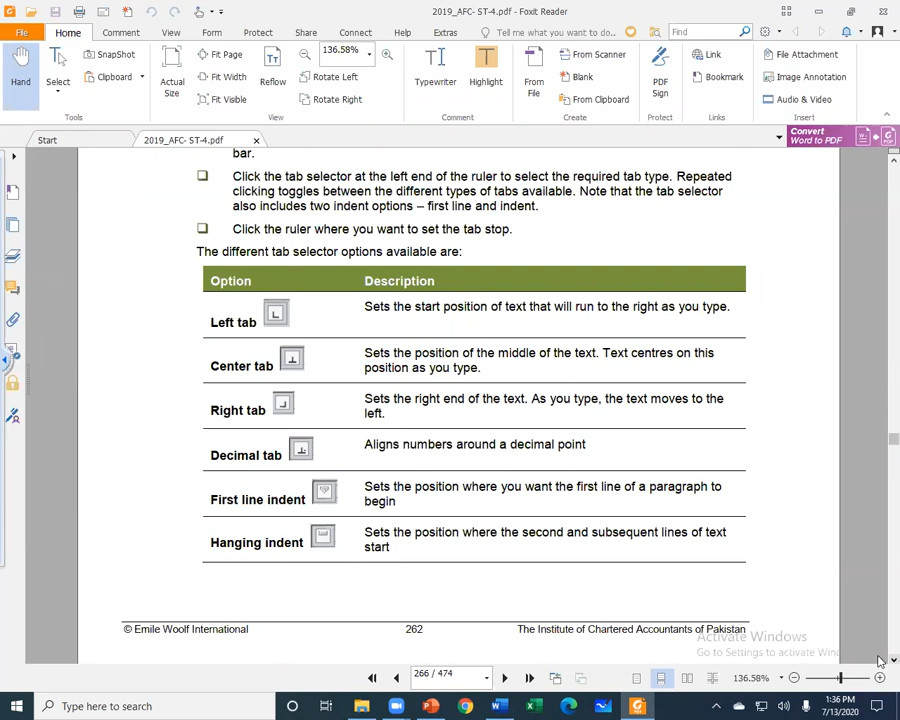 2019_AFC- ST-4.pdf - Foxit Reader
File Home Comment View Form Protect Share Connect Help Extras Tell me what you want to do... Find
Hand
Select
SnapShot
Clipboard
Tools
Actual Size
Fit Page
Fit Width
Fit Visible
Reflow
136.58%
Rotate Left
Rotate Right
View
Typewriter
Highlight
Comment
From File
From Scanner
Blank
From Clipboard
Create
PDF Sign
Protect
Link
Bookmark
Links
File Attachment
Image Annotation
Audio & Video
Insert
Start
2019_AFC- ST-4.pdf
Convert
Word to PDF
bar.
Click the tab selector at the left end of the ruler to select the required tab type. Repeated
clicking toggles between the different types of tabs available. Note that the tab selector
also includes two indent options – first line and indent.
Click the ruler where you want to set the tab stop.
The different tab selector options available are:
Option Description
Left tab Sets the start position of text that will run to the right as you type.
Center tab Sets the position of the middle of the text. Text centres on this
position as you type.
Right tab Sets the right end of the text. As you type, the text moves to the
left.
Decimal tab Aligns numbers around a decimal point
First line indent Sets the position where you want the first line of a paragraph to
begin
Hanging indent Sets the position where the second and subsequent lines of text
start
© Emile Woolf International 262 The Institute of Chartered Accountants of Pakistan
Activate Windows
Go to Settings to activate Win
266 / 474
136.58%
Type here to search
1:36 PM
7/13/2020